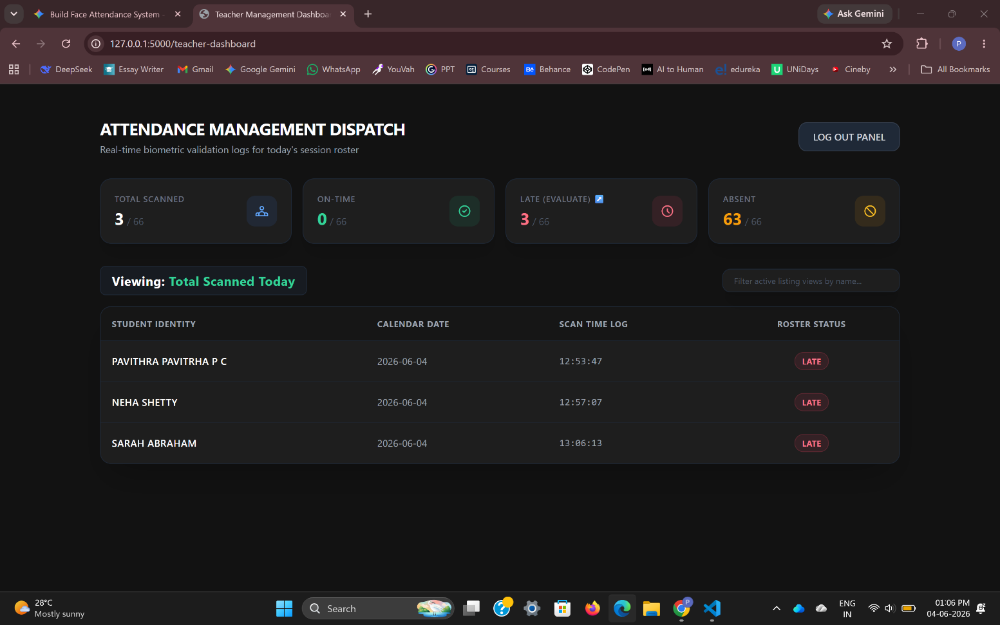 Build Face Attendance System -
Teacher Management Dashboa
Ask Gemini
127.0.0.1:5000/teacher-dashboard
P
DeepSeek Essay Writer Gmail Google Gemini WhatsApp YouVah PPT Courses Behance CodePen AI to Human edureka UNiDays Cineby All Bookmarks
ATTENDANCE MANAGEMENT DISPATCH
Real-time biometric validation logs for today's session roster
LOG OUT PANEL
TOTAL SCANNED
3 / 66
ON-TIME
0 / 66
LATE (EVALUATE) ↗
3 / 66
ABSENT
63 / 66
Viewing: Total Scanned Today
Filter active listing views by name...
STUDENT IDENTITY CALENDAR DATE SCAN TIME LOG ROSTER STATUS
PAVITHRA PAVITRHA P C 2026-06-04 12:53:47 LATE
NEHA SHETTY 2026-06-04 12:57:07 LATE
SARAH ABRAHAM 2026-06-04 13:06:13 LATE
28°C
Mostly sunny
Search
ENG
IN
01:06 PM
04-06-2026